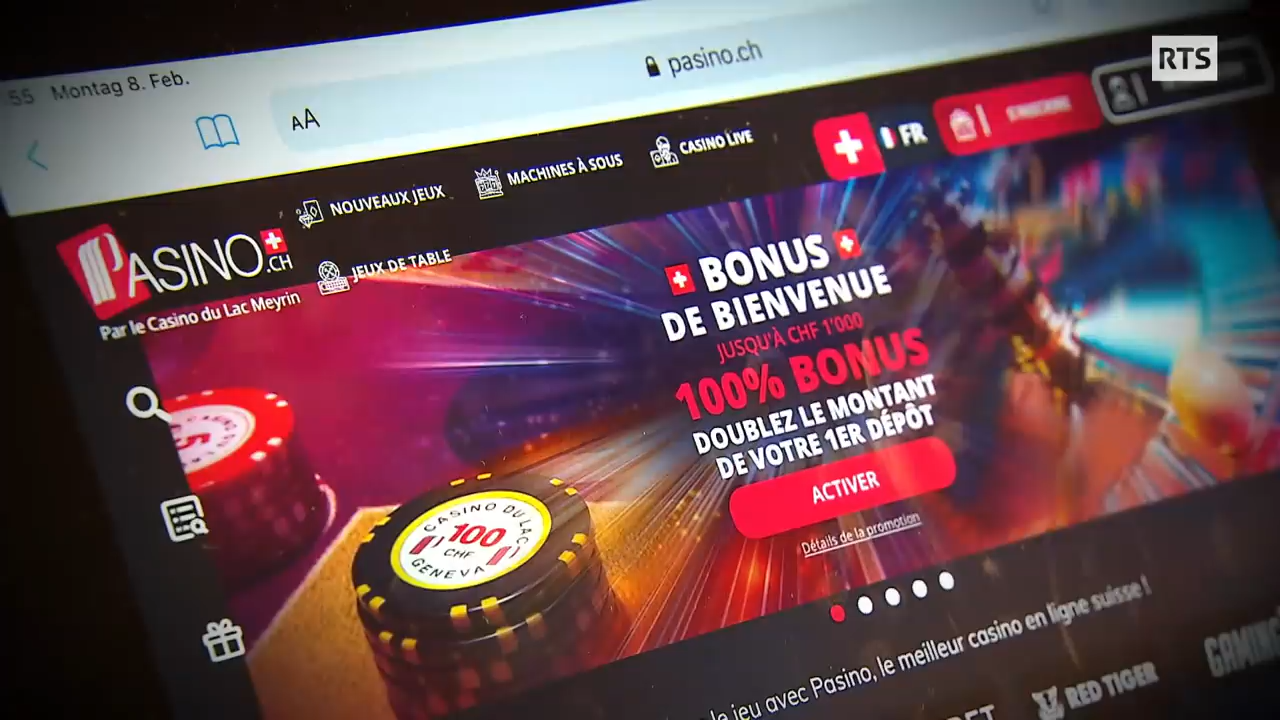 RTS
55 Montag 8. Feb.
AA
pasino.ch
NOUVEAUX JEUX
MACHINES À SOUS
CASINO LIVE
FR
PASINO.CH
Par le Casino du Lac Meyrin
JEUX DE TABLE
BONUS
DE BIENVENUE
JUSQU'À CHF 1'000
100% BONUS
DOUBLEZ LE MONTANT
DE VOTRE 1ER DÉPÔT
ACTIVER
Détails de la promotion
5
CASINO DU LAC
100
CHF
GENEVA
le jeu avec Pasino, le meilleur casino en ligne suisse !
RED TIGER